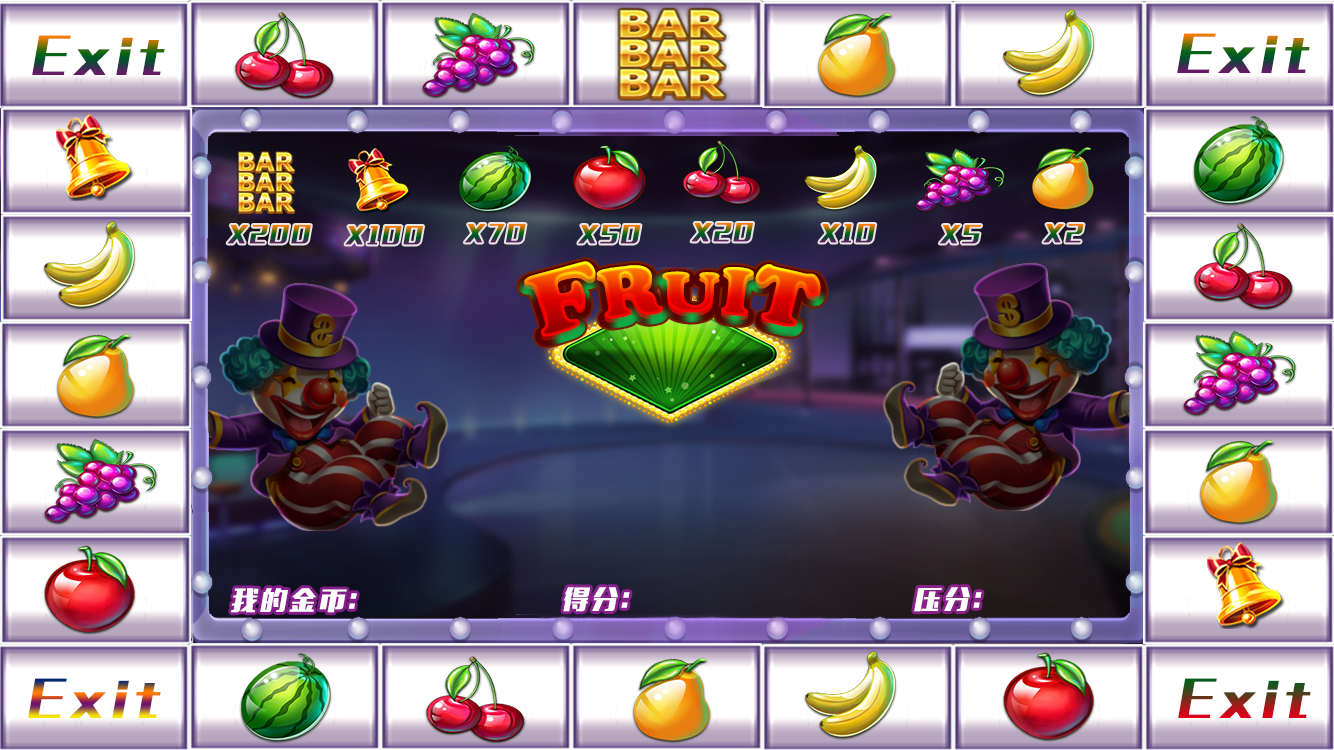 Exit
BAR
BAR
BAR
Exit
BAR
BAR
BAR
X200 X100 X70 X50 X20 X10 X5 X2
FRUIT
$ $
我的金币: 得分: 压分:
Exit
Exit